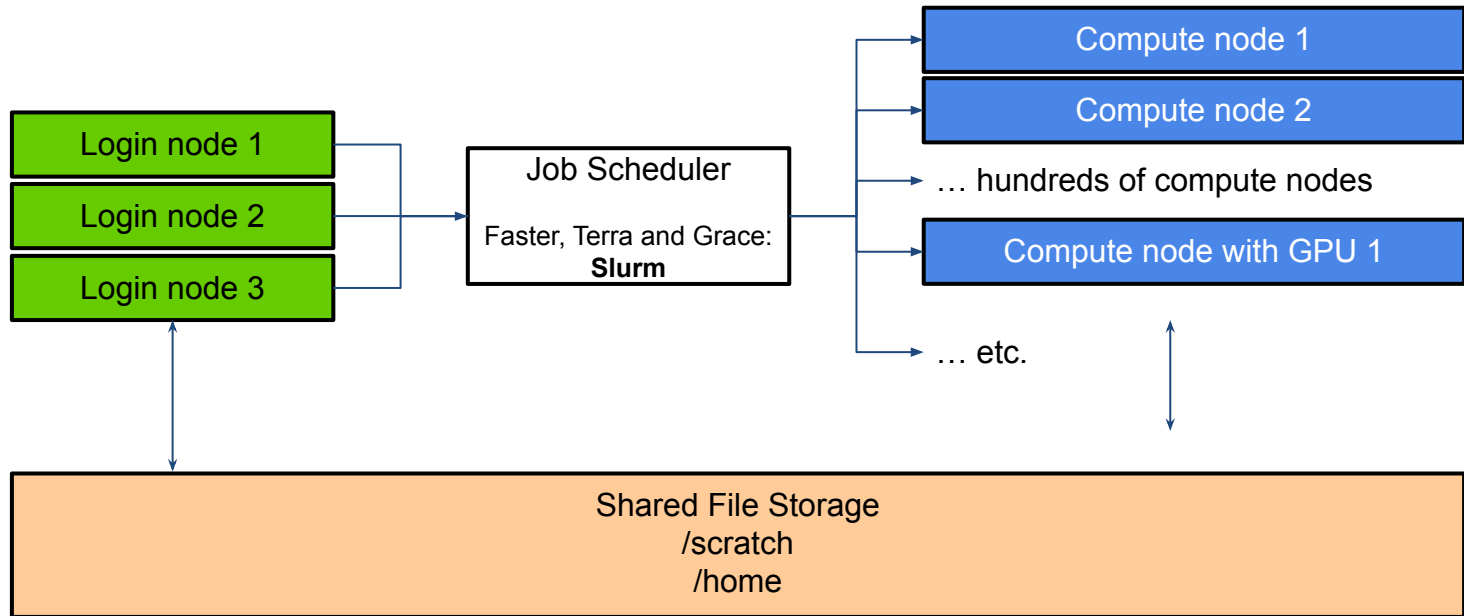 Login node 1
Login node 2
Login node 3
Job Scheduler
Faster, Terra and Grace:
Slurm
Compute node 1
Compute node 2
… hundreds of compute nodes
Compute node with GPU 1
… etc.
Shared File Storage
/scratch
/home